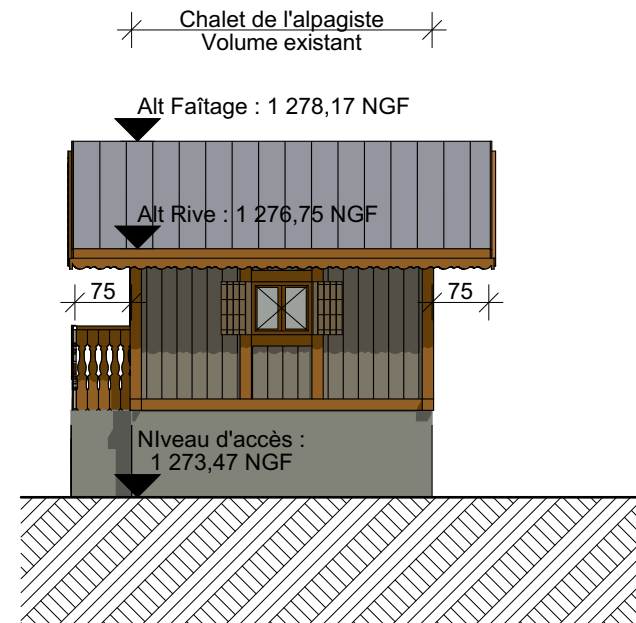 Chalet de l'alpagiste
Volume existant
Alt Faîtage : 1 278,17 NGF
Alt Rive : 1 276,75 NGF
75
75
NIveau d'accès :
1 273,47 NGF